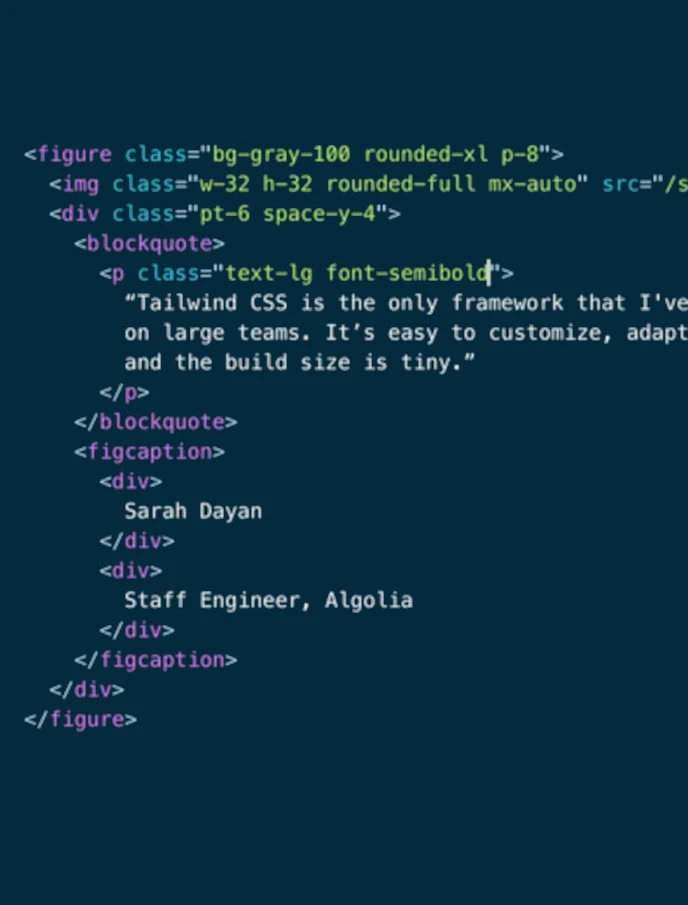 <figure class="bg-gray-100 rounded-xl p-8">
<img class="w-32 h-32 rounded-full mx-auto" src="/s
<div class="pt-6 space-y-4">
<blockquote>
<p class="text-lg font-semibold">
“Tailwind CSS is the only framework that I've
on large teams. It’s easy to customize, adapt
and the build size is tiny.”
</p>
</blockquote>
<figcaption>
<div>
Sarah Dayan
</div>
<div>
Staff Engineer, Algolia
</div>
</figcaption>
</div>
</figure>